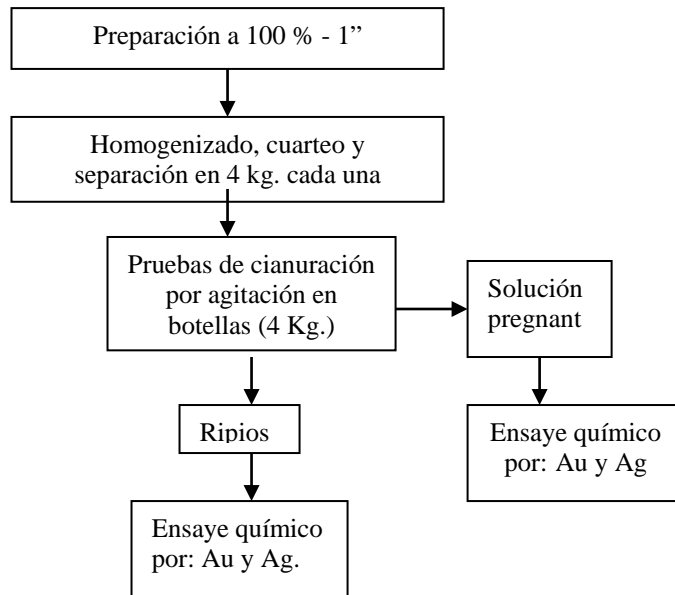 Preparación a 100 % - 1”
Homogenizado, cuarteo y
separación en 4 kg. cada una
Pruebas de cianuración
por agitación en
botellas (4 Kg.)
Solución
pregnant
Ripios
Ensaye químico
por: Au y Ag
Ensaye químico
por: Au y Ag.